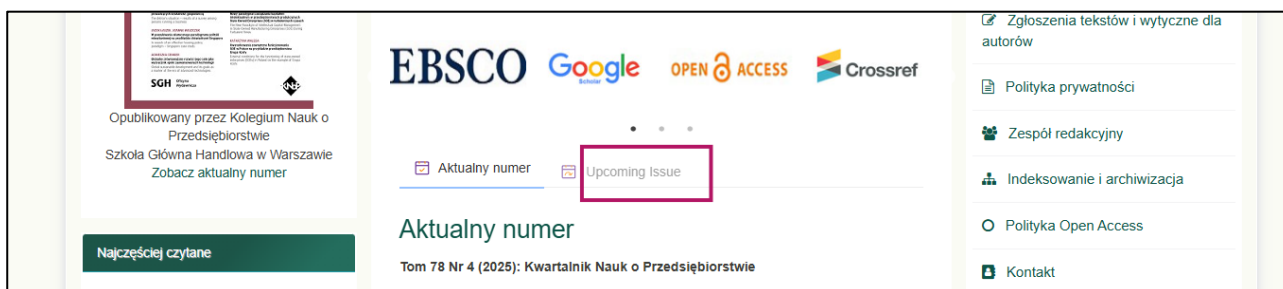 SGH Oficyna Wydawnicza
Opublikowany przez Kolegium Nauk o
Przedsiębiorstwie
Szkoła Główna Handlowa w Warszawie
Zobacz aktualny numer
Najczęściej czytane
EBSCO Google Scholar OPEN ACCESS Crossref
Aktualny numer Upcoming Issue
Aktualny numer
Tom 78 Nr 4 (2025): Kwartalnik Nauk o Przedsiębiorstwie
Zgłoszenia tekstów i wytyczne dla
autorów
Polityka prywatności
Zespół redakcyjny
Indeksowanie i archiwizacja
Polityka Open Access
Kontakt